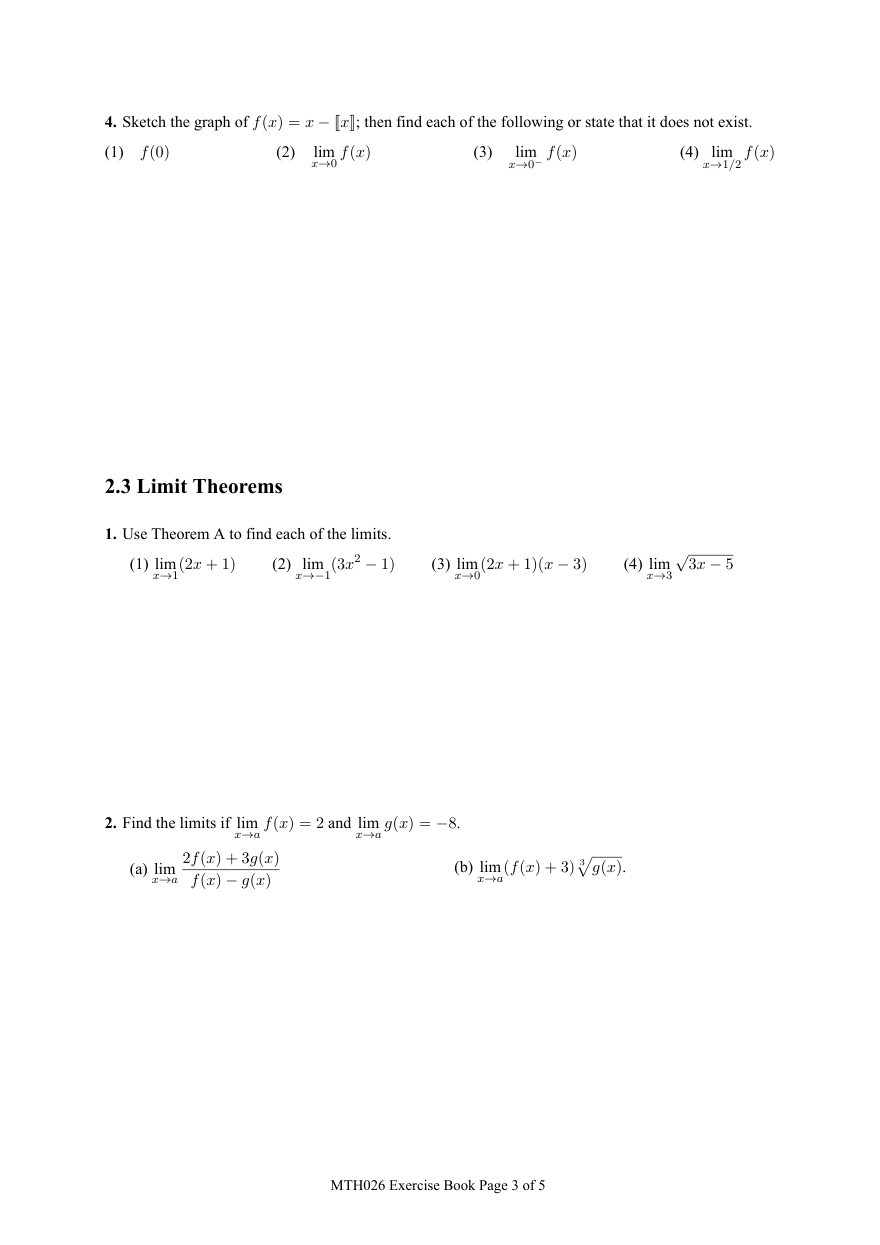 4. Sketch the graph of f(x) = x − ⟦x⟧; then find each of the following or state that it does not exist.
(1) f(0) (2) lim_{x→0} f(x) (3) lim_{x→0⁻} f(x) (4) lim_{x→1/2} f(x)
2.3 Limit Theorems
1. Use Theorem A to find each of the limits.
(1) lim_{x→1} (2x + 1) (2) lim_{x→−1} (3x² − 1) (3) lim_{x→0} (2x + 1)(x − 3) (4) lim_{x→3} √(3x − 5)
2. Find the limits if lim_{x→a} f(x) = 2 and lim_{x→a} g(x) = −8.
(a) lim_{x→a} (2f(x) + 3g(x))/(f(x) − g(x)) (b) lim_{x→a} (f(x) + 3) ∛(g(x)).
MTH026 Exercise Book Page 3 of 5